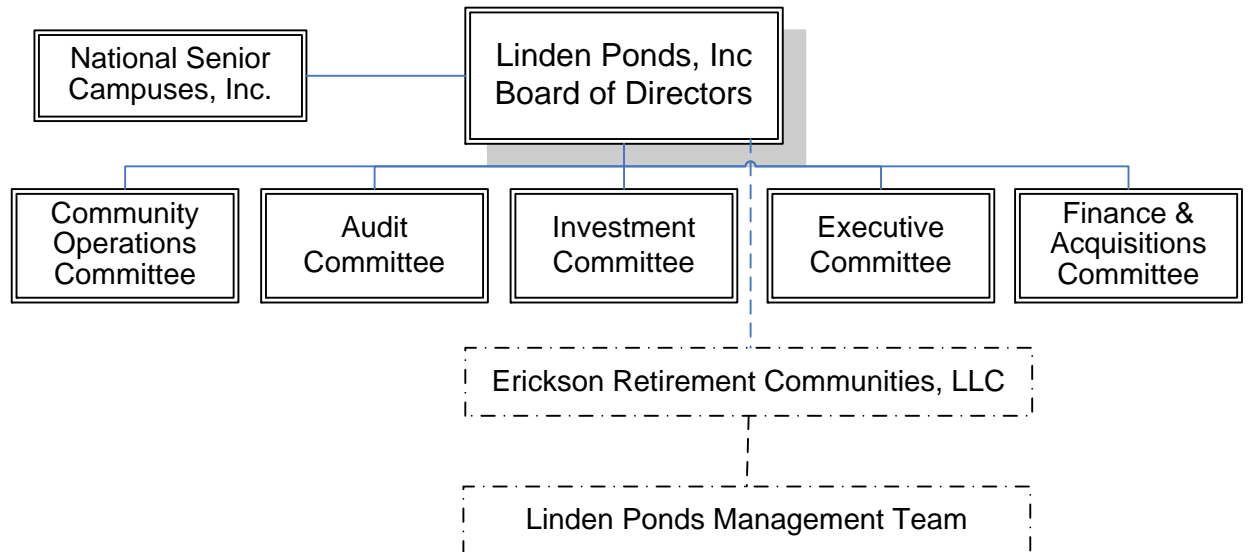 National Senior
Campuses, Inc.
Linden Ponds, Inc
Board of Directors
Community
Operations
Committee
Audit
Committee
Investment
Committee
Executive
Committee
Finance &
Acquisitions
Committee
Erickson Retirement Communities, LLC
Linden Ponds Management Team